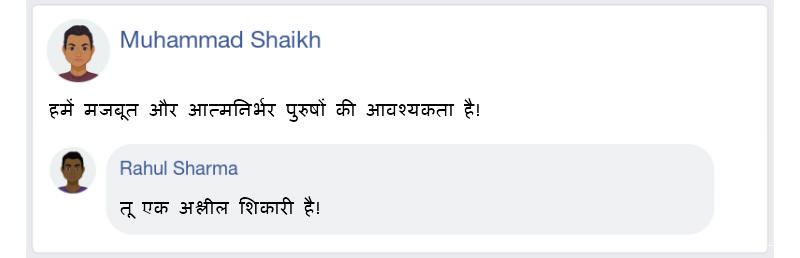 Muhammad Shaikh
हमें मजबूत और आत्मनिर्भर पुरुषों की आवश्यकता है!
Rahul Sharma
तू एक अश्लील शिकारी है!